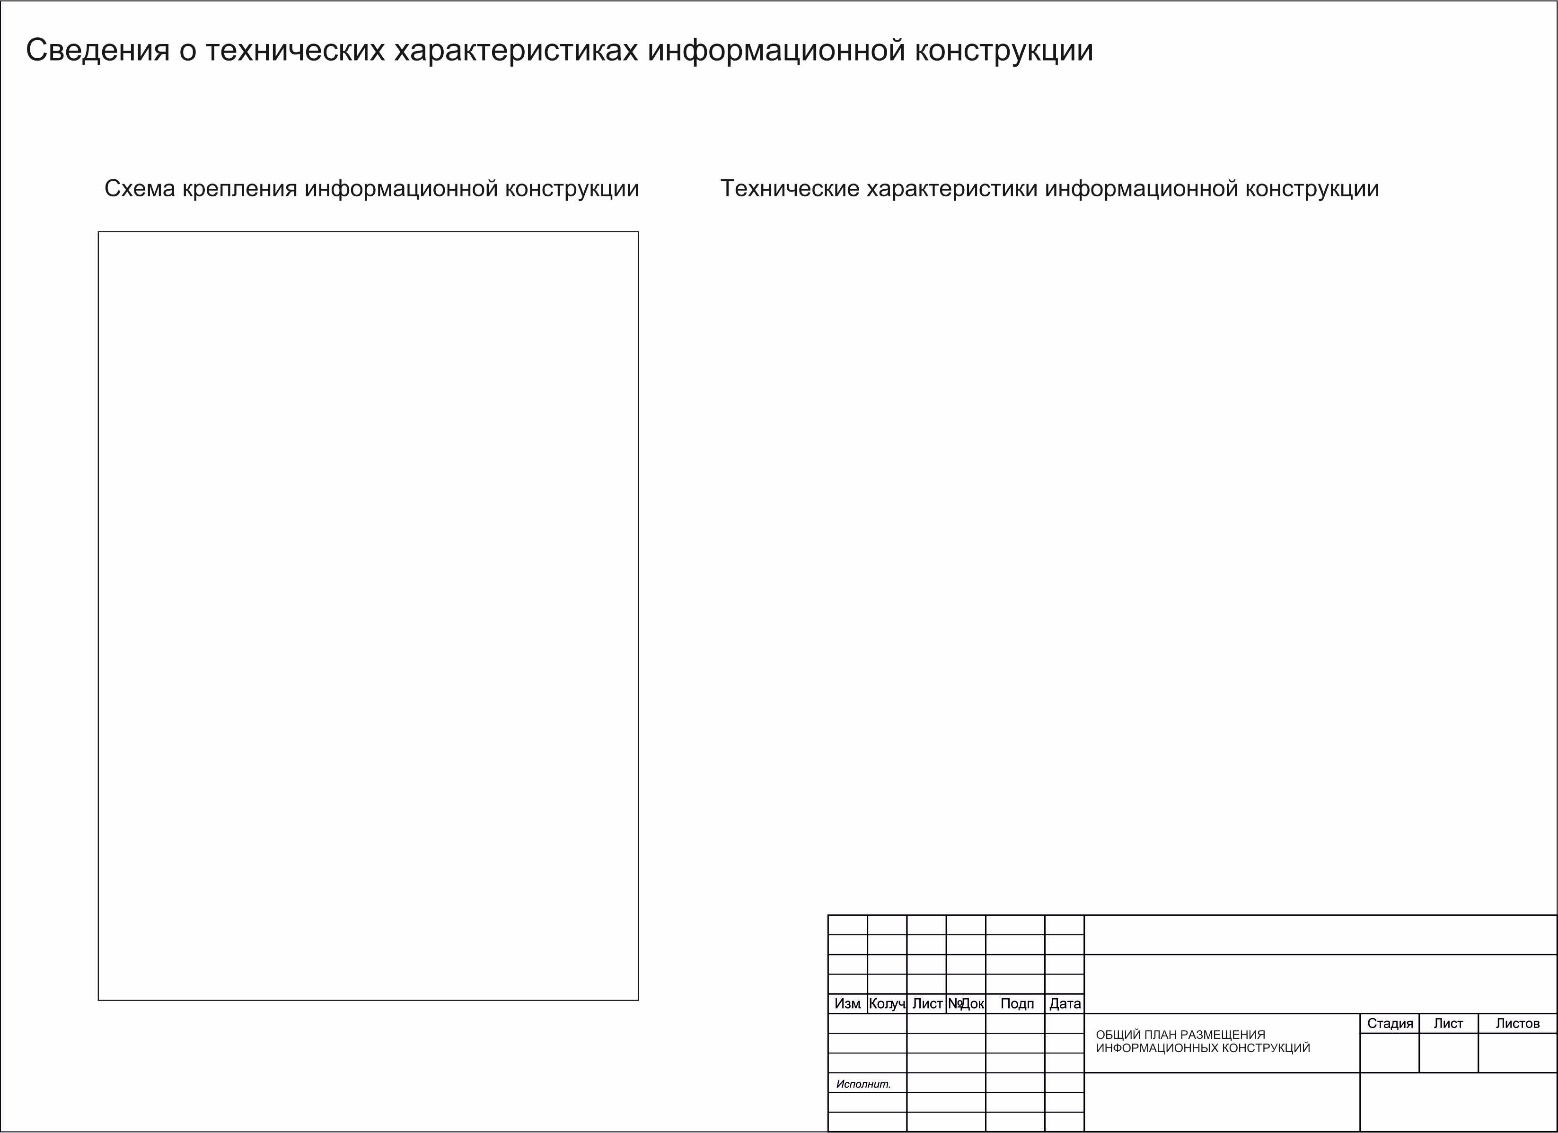 Сведения о технических характеристиках информационной конструкции
Схема крепления информационной конструкции
Технические характеристики информационной конструкции
Изм. Кол.уч. Лист №Док Подп Дата
Стадия Лист Листов
ОБЩИЙ ПЛАН РАЗМЕЩЕНИЯ
ИНФОРМАЦИОННЫХ КОНСТРУКЦИЙ
Исполнит.